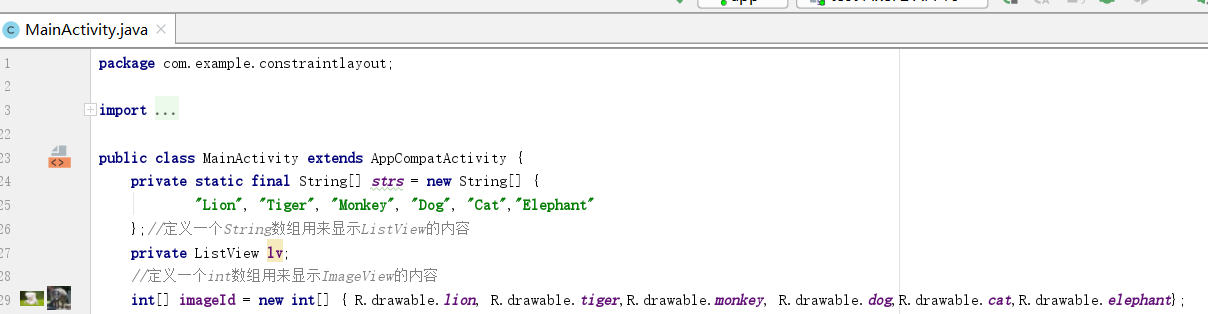 MainActivity.java
1 package com.example.constraintlayout;
2
3 import ...
22
23 public class MainActivity extends AppCompatActivity {
24 private static final String[] strs = new String[] {
25 "Lion", "Tiger", "Monkey", "Dog", "Cat","Elephant"
26 };//定义一个String数组用来显示ListView的内容
27 private ListView lv;
28 //定义一个int数组用来显示ImageView的内容
29 int[] imageId = new int[] { R.drawable.lion, R.drawable.tiger,R.drawable.monkey, R.drawable.dog,R.drawable.cat,R.drawable.elephant};